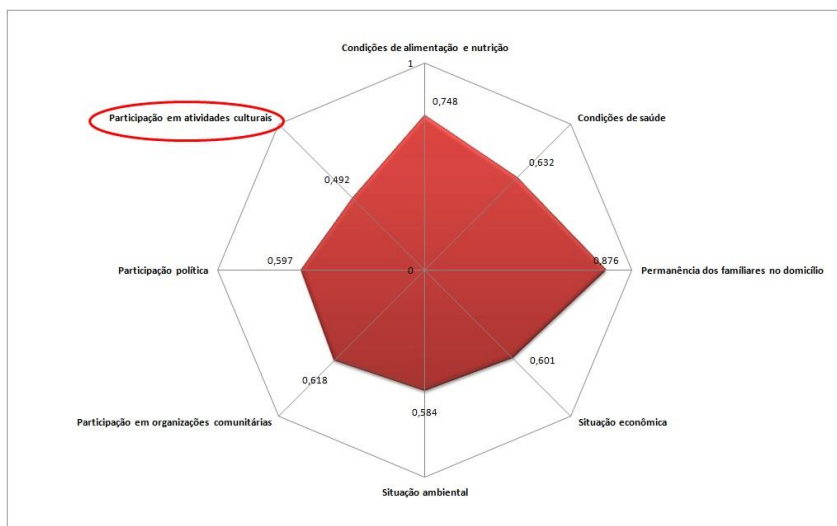 Condições de alimentação e nutrição
1
0,748
Participação em atividades culturais
Condições de saúde
0,632
0,492
Participação política
0,597
0
0,876
Permanência dos famíliares no domicílio
0,601
0,618
0,584
Participação em organizações comunitárias
Situação econômica
Situação ambiental